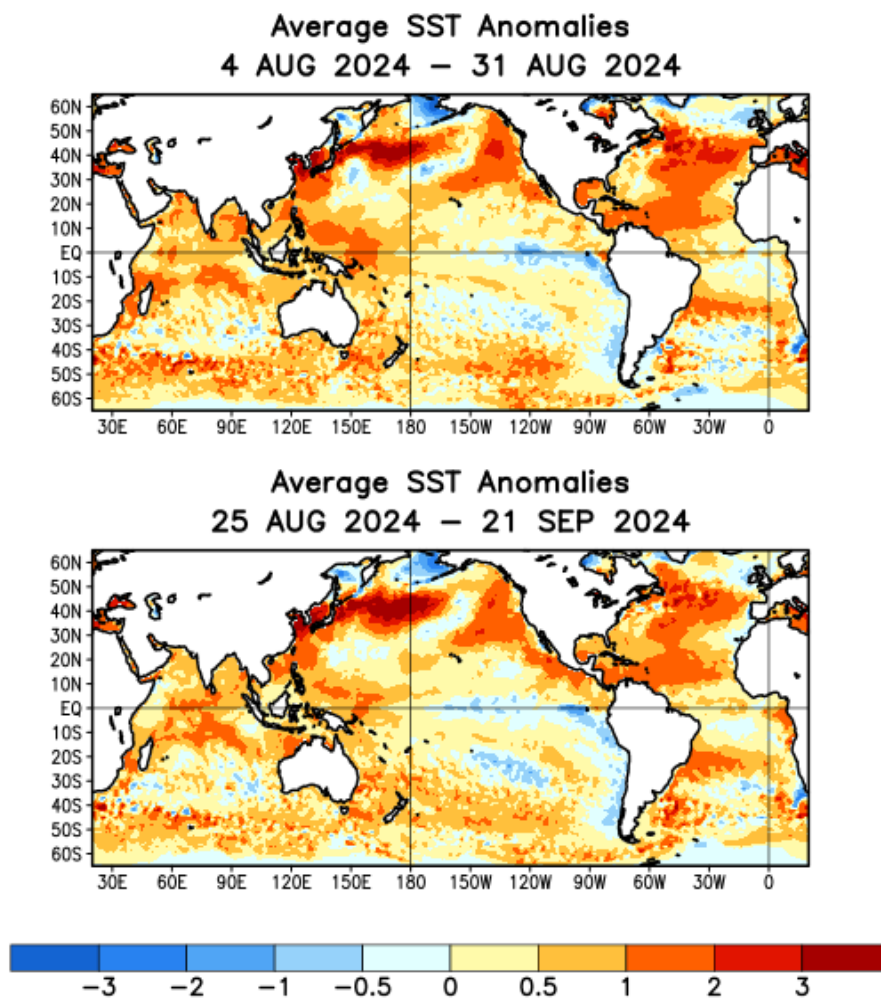 Average SST Anomalies
4 AUG 2024 – 31 AUG 2024
60N
50N
40N
30N
20N
10N
EQ
10S
20S
30S
40S
50S
60S
30E 60E 90E 120E 150E 180 150W 120W 90W 60W 30W 0
Average SST Anomalies
25 AUG 2024 – 21 SEP 2024
60N
50N
40N
30N
20N
10N
EQ
10S
20S
30S
40S
50S
60S
30E 60E 90E 120E 150E 180 150W 120W 90W 60W 30W 0
−3 −2 −1 −0.5 0 0.5 1 2 3